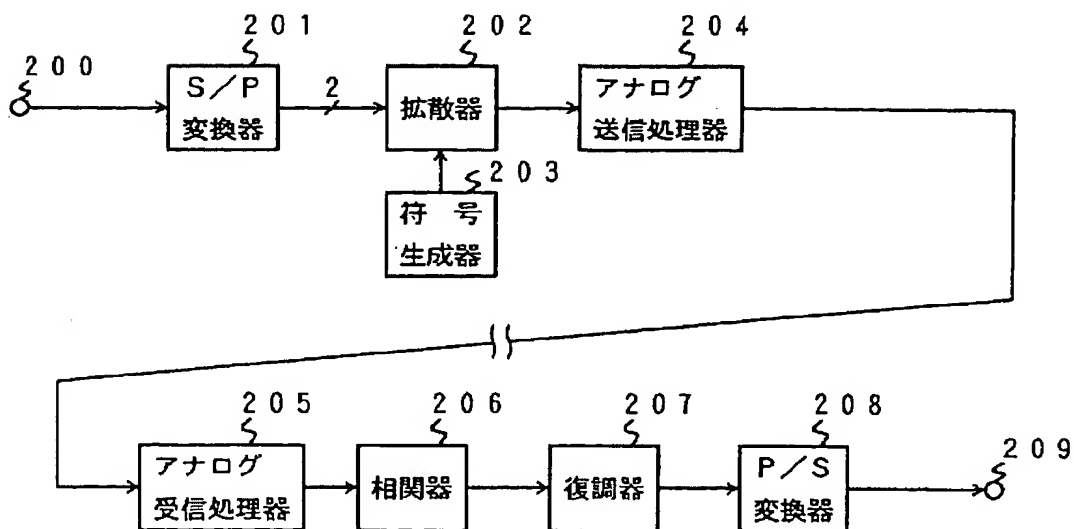 201
202
204
200
S/P
変換器
2
拡散器
アナログ
送信処理器
203
符号
生成器
205
206
207
208
209
アナログ
受信処理器
相関器
復調器
P/S
変換器